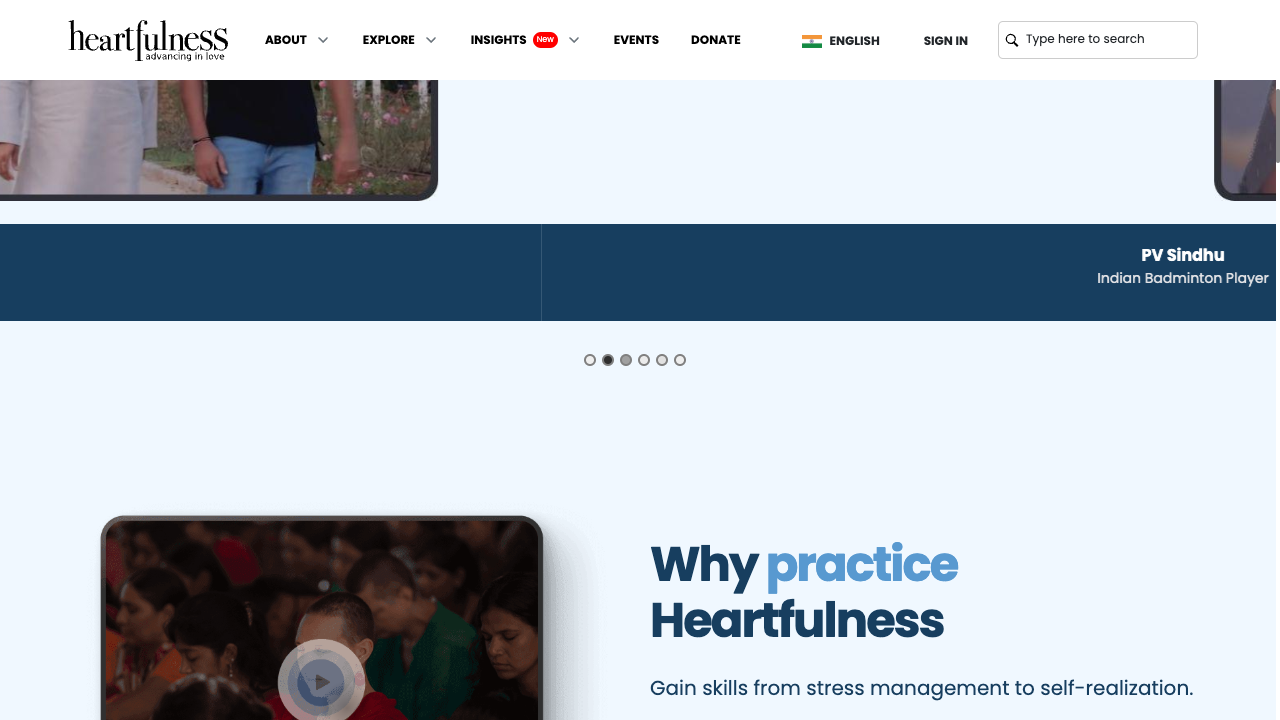 heartfulness
advancing in love
ABOUT
EXPLORE
INSIGHTS New
EVENTS
DONATE
ENGLISH
SIGN IN
Type here to search
PV Sindhu
Indian Badminton Player
Why practice
Heartfulness
Gain skills from stress management to self-realization.